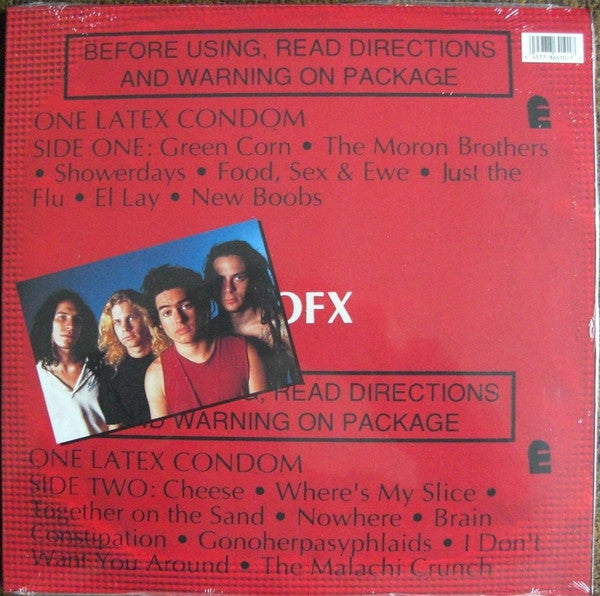 BEFORE USING, READ DIRECTIONS
AND WARNING ON PACKAGE
ONE LATEX CONDOM
SIDE ONE: Green Corn • The Moron Brothers
• Showerdays • Food, Sex & Ewe • Just the
Flu • El Lay • New Boobs
OFX
READ DIRECTIONS
WARNING ON PACKAGE
ONE LATEX CONDOM
SIDE TWO: Cheese • Where's My Slice •
Together on the Sand • Nowhere • Brain
Constipation • Gonoherpasyphlaids • I Don't
Want You Around • The Malachi Crunch